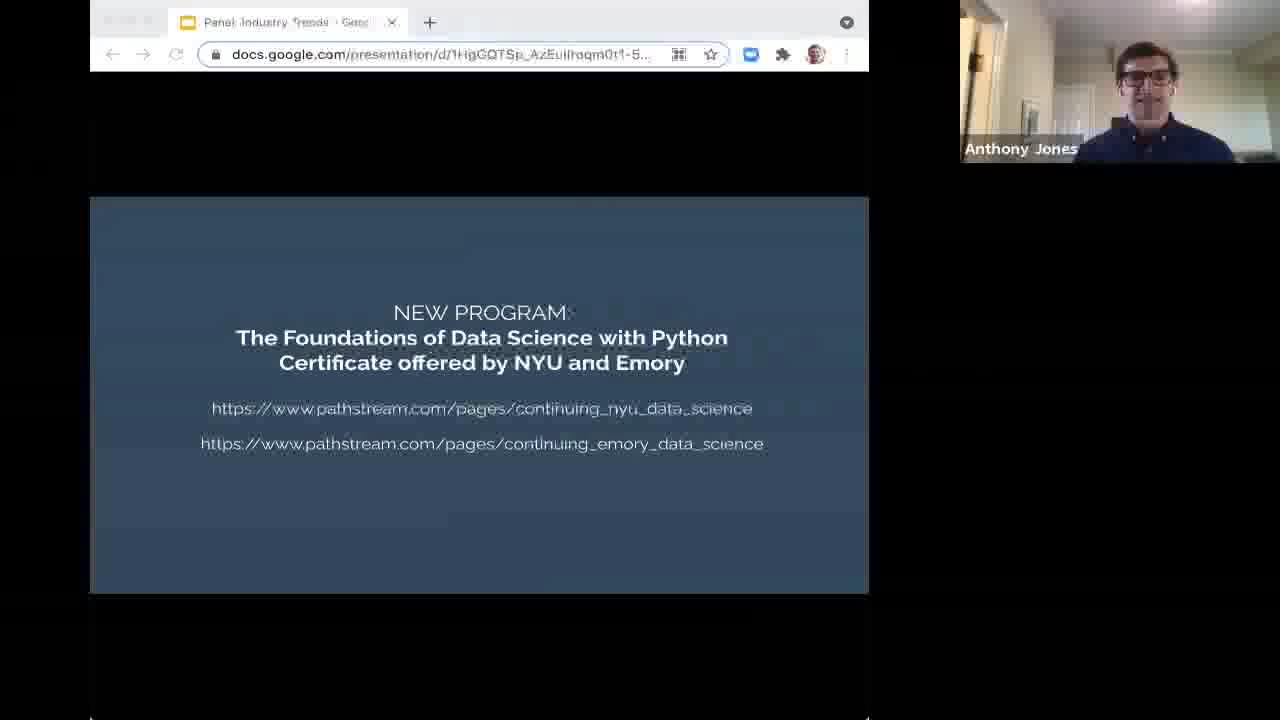 Panel: Industry Trends - Goog
docs.google.com/presentation/d/
Anthony Jones
NEW PROGRAM:
The Foundations of Data Science with Python
Certificate offered by NYU and Emory
https://www.pathstream.com/pages/continuing_nyu_data_science
https://www.pathstream.com/pages/continuing_emory_data_science